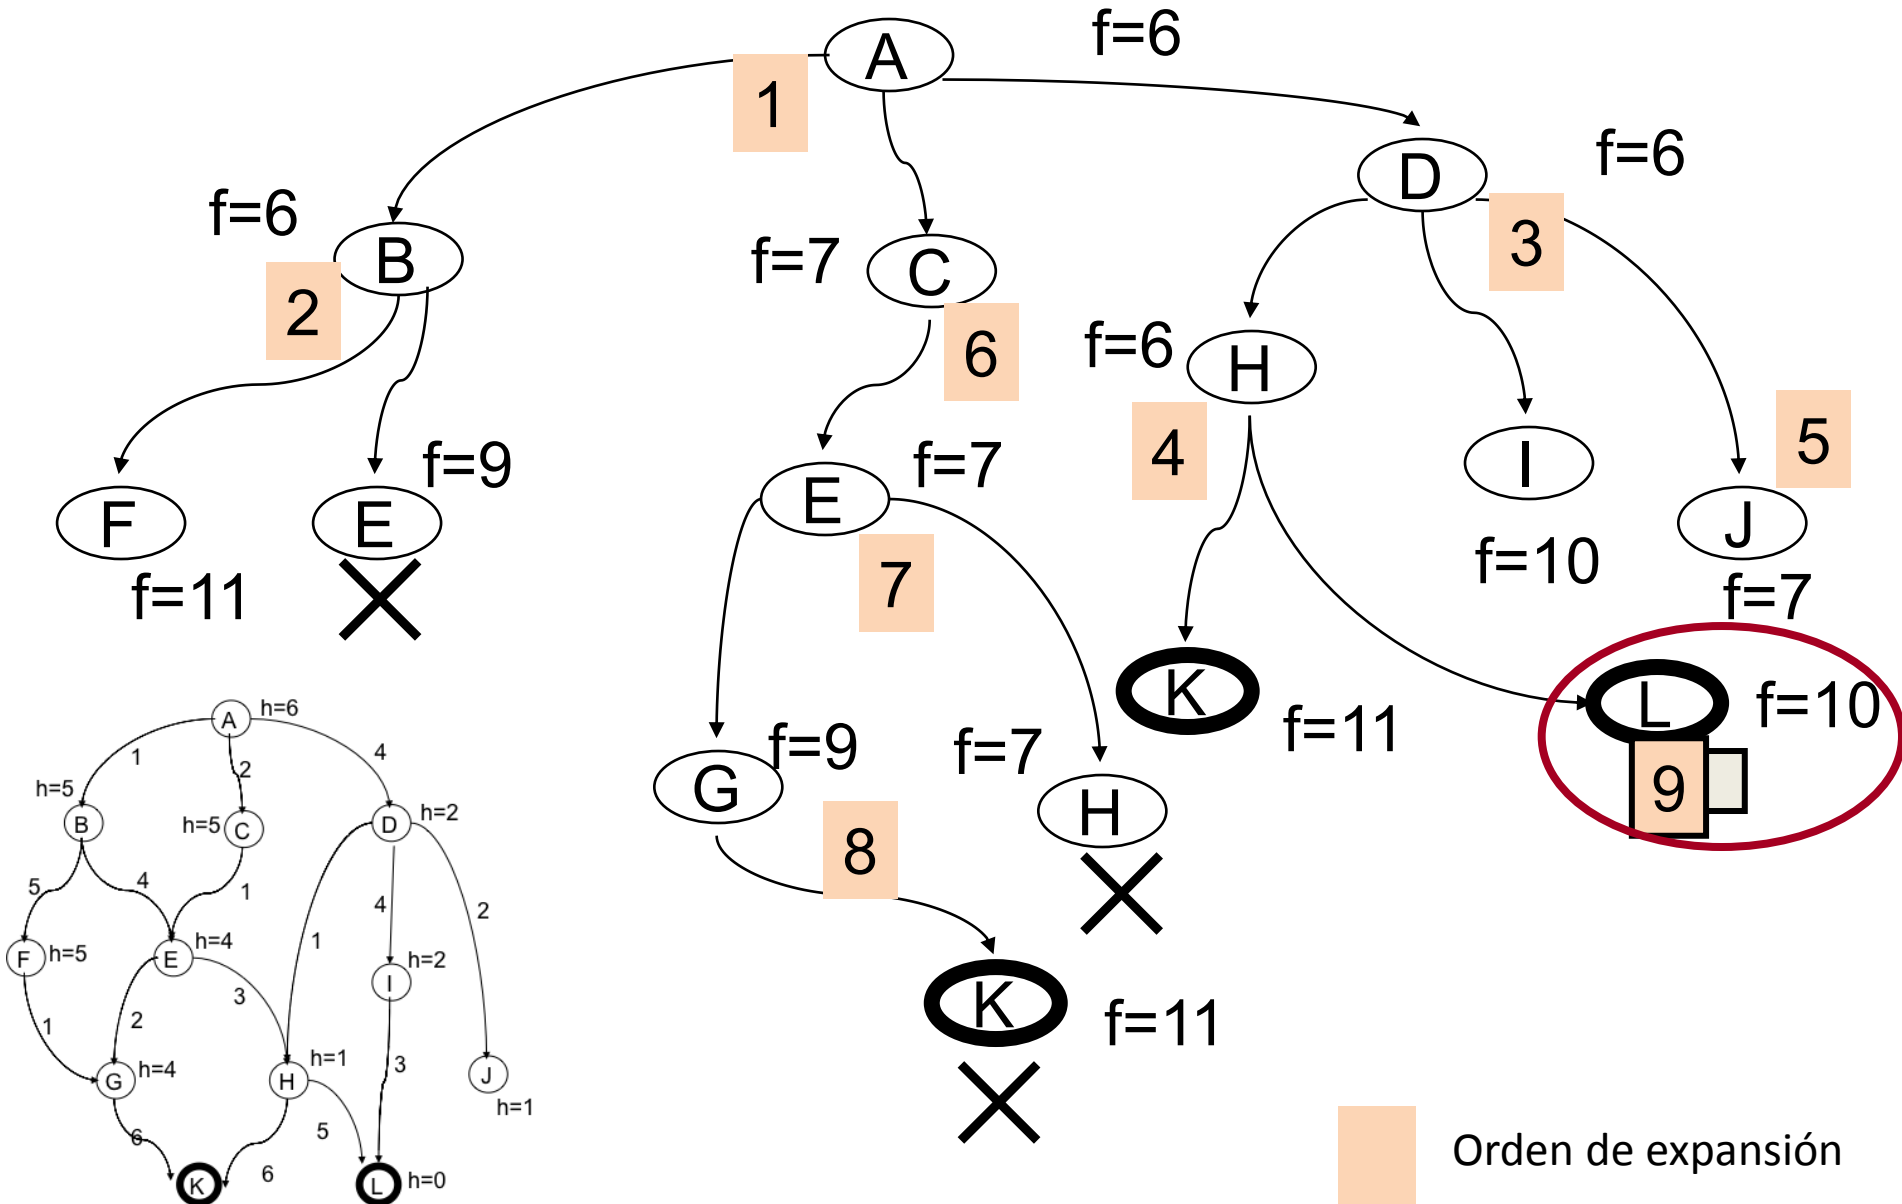 A
f=6
1
D
f=6
f=6
B
2
f=7
C
6
3
f=6
H
4
5
F
f=11
E
f=9
E
f=7
7
I
f=10
J
f=7
K
f=11
L
f=10
9
G
f=9
f=7
H
8
K
f=11
A
h=6
1
2
4
h=5
B
h=5
C
D
h=2
5
4
1
1
4
2
F
h=5
E
h=4
I
h=2
1
2
3
3
G
h=4
H
h=1
J
h=1
6
6
5
K
L
h=0
Orden de expansión